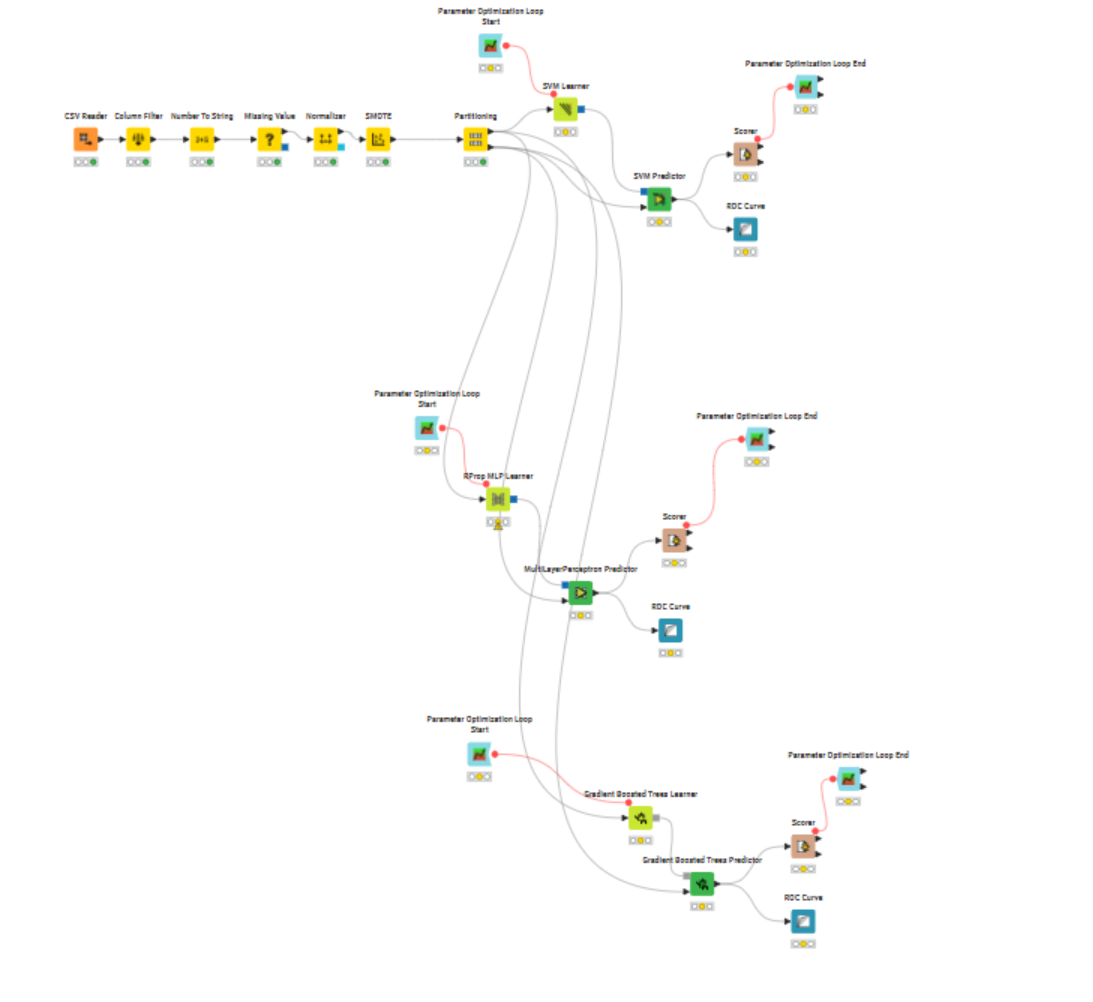 Parameter Optimization Loop
Start
Parameter Optimization Loop End
SVM Learner
CSV Reader
Column Filter
Number To String
Missing Value
Normalizer
SMOTE
Partitioning
Scorer
SVM Predictor
ROC Curve
Parameter Optimization Loop
Start
Parameter Optimization Loop End
RProp MLP Learner
Scorer
MultiLayerPerceptron Predictor
ROC Curve
Parameter Optimization Loop
Start
Parameter Optimization Loop End
Gradient Boosted Trees Learner
Scorer
Gradient Boosted Trees Predictor
ROC Curve